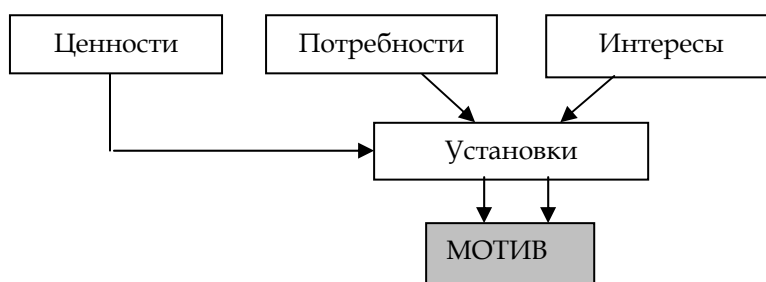 Ценности
Потребности
Интересы
Установки
МОТИВ